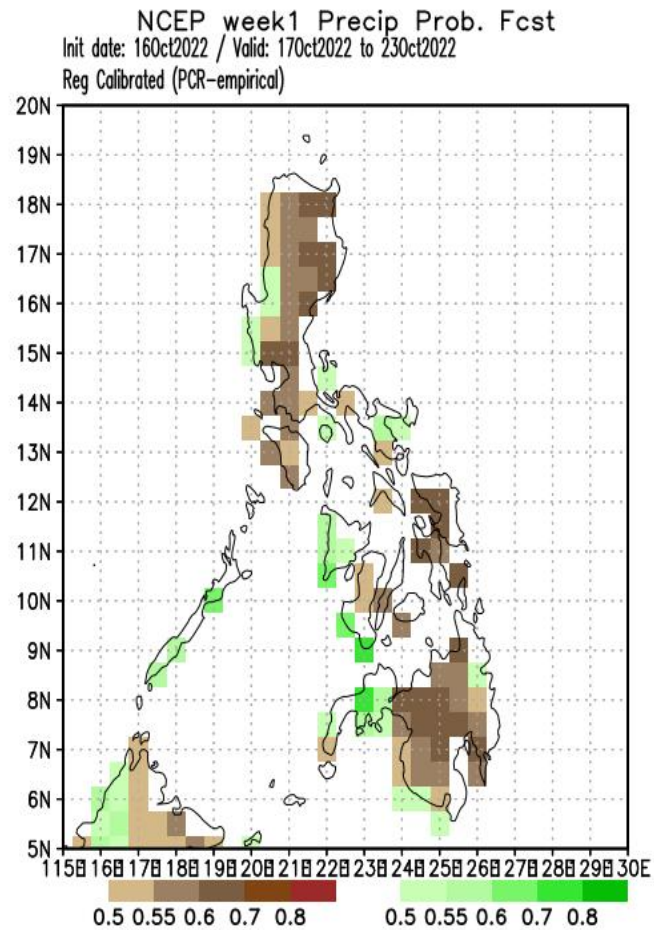 NCEP week1 Precip Prob. Fcst
Init date: 16Oct2022 / Valid: 17Oct2022 to 23Oct2022
Reg Calibrated (PCR-empirical)
20N
19N
18N
17N
16N
15N
14N
13N
12N
11N
10N
9N
8N
7N
6N
5N
115E 116E 117E 118E 119E 120E 121E 122E 123E 124E 125E 126E 127E 128E 129E 130E
0.5 0.55 0.6 0.7 0.8 0.5 0.55 0.6 0.7 0.8